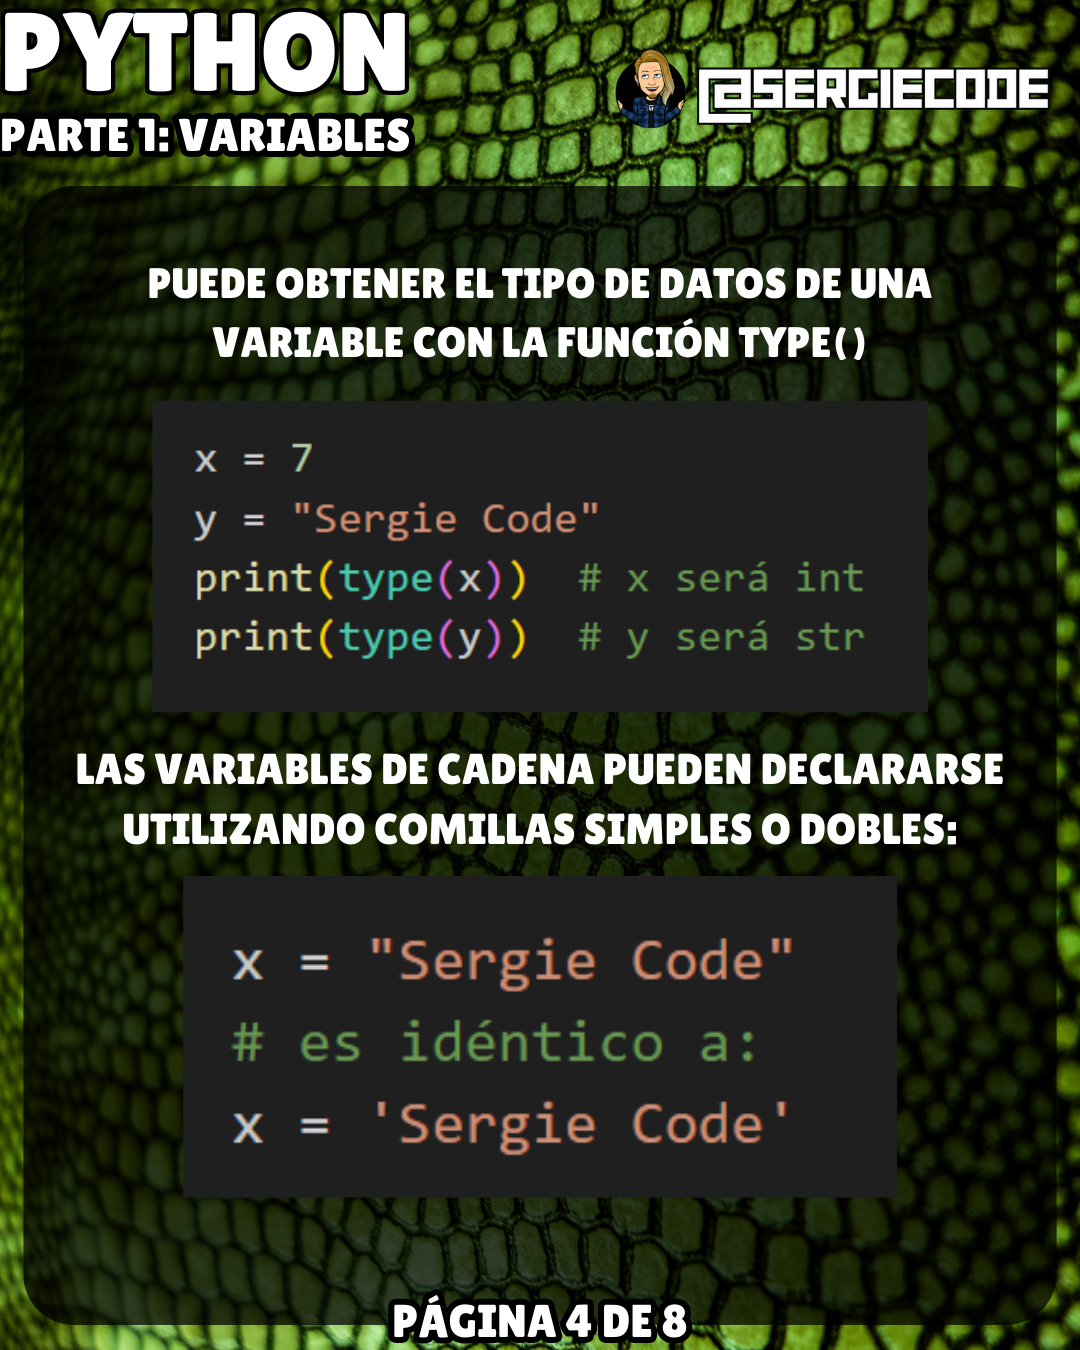 PYTHON
PARTE 1: VARIABLES
@SERGIECODE
PUEDE OBTENER EL TIPO DE DATOS DE UNA
VARIABLE CON LA FUNCIÓN TYPE()
x = 7
y = "Sergie Code"
print(type(x))  # x será int
print(type(y))  # y será str
LAS VARIABLES DE CADENA PUEDEN DECLARARSE
UTILIZANDO COMILLAS SIMPLES O DOBLES:
x = "Sergie Code"
# es idéntico a:
x = 'Sergie Code'
PÁGINA 4 DE 8